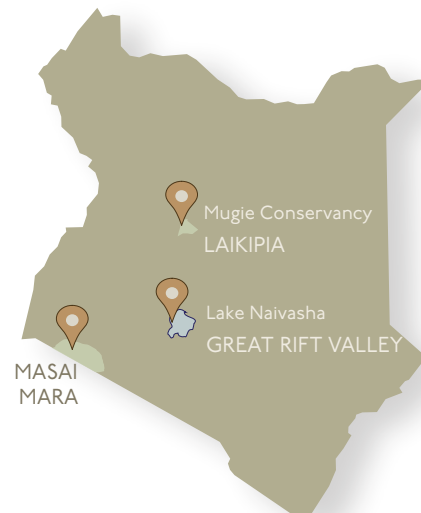 Mugie Conservancy
LAIKIPIA
Lake Naivasha
GREAT RIFT VALLEY
MASAI
MARA